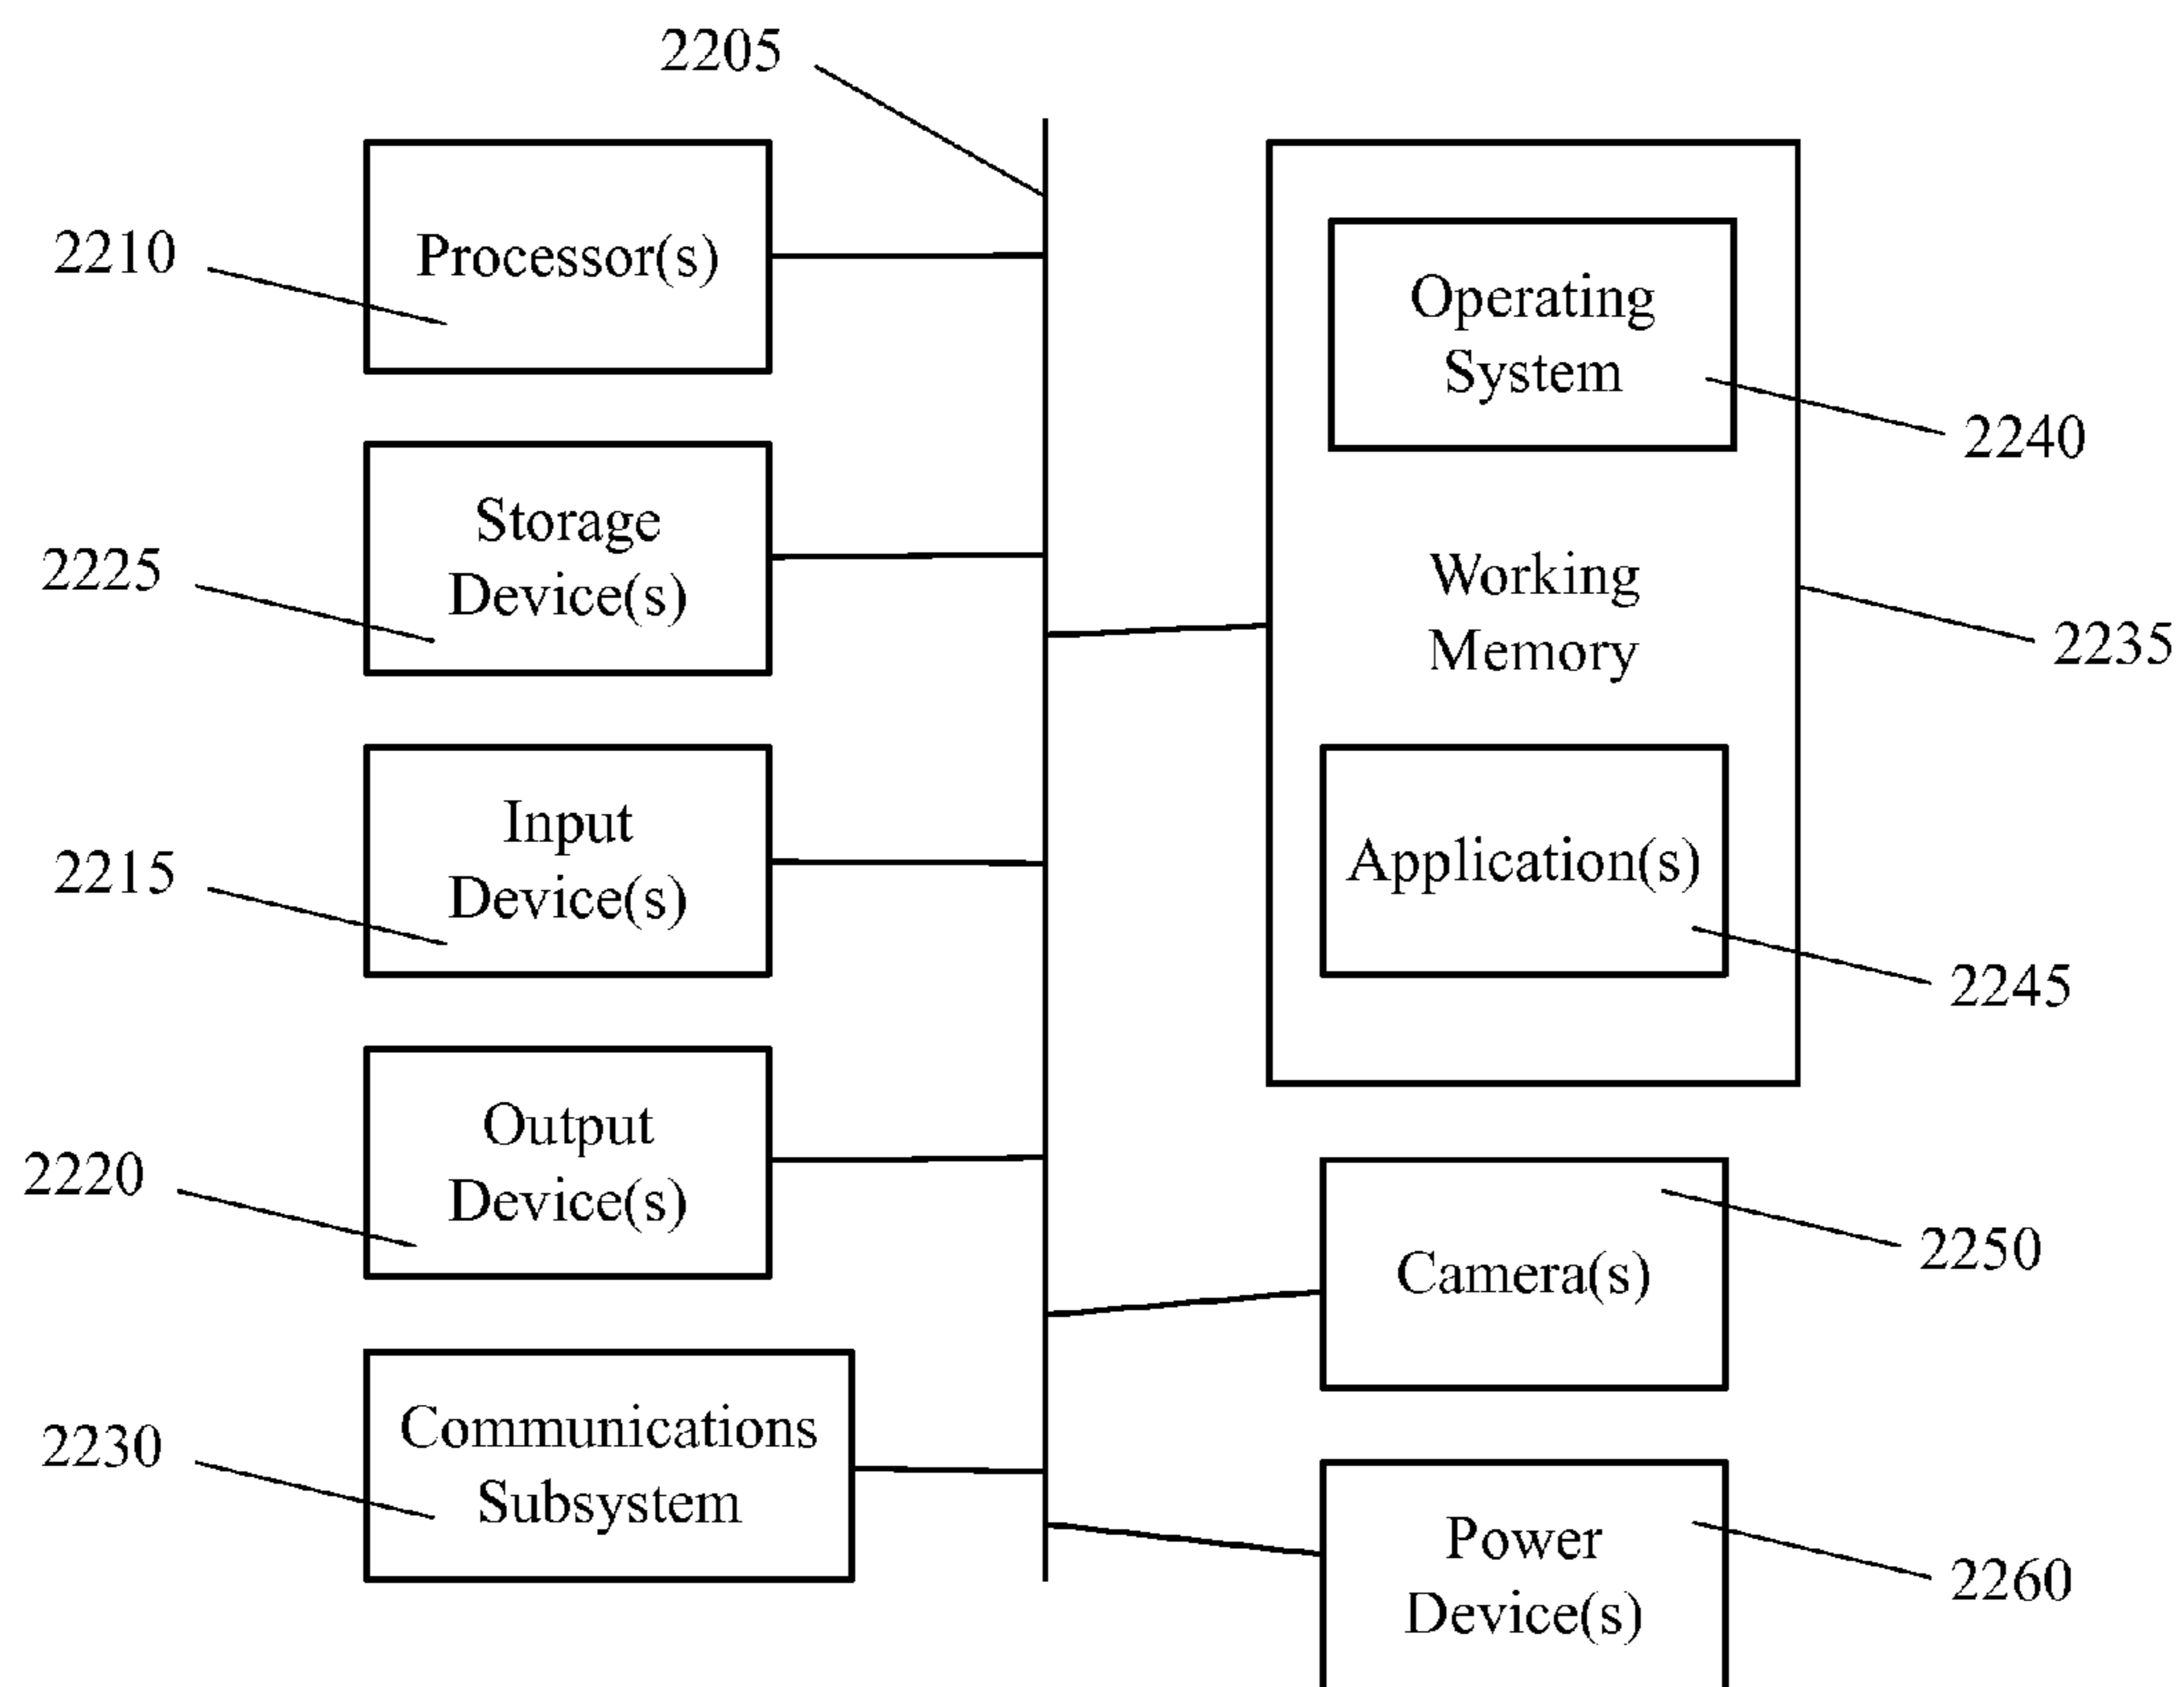 2205
2210
Processor(s)
Operating
System
2240
2225
Storage
Device(s)
Working
Memory
2235
2215
Input
Device(s)
Application(s)
2245
2220
Output
Device(s)
2250
Camera(s)
2230
Communications
Subsystem
Power
Device(s)
2260